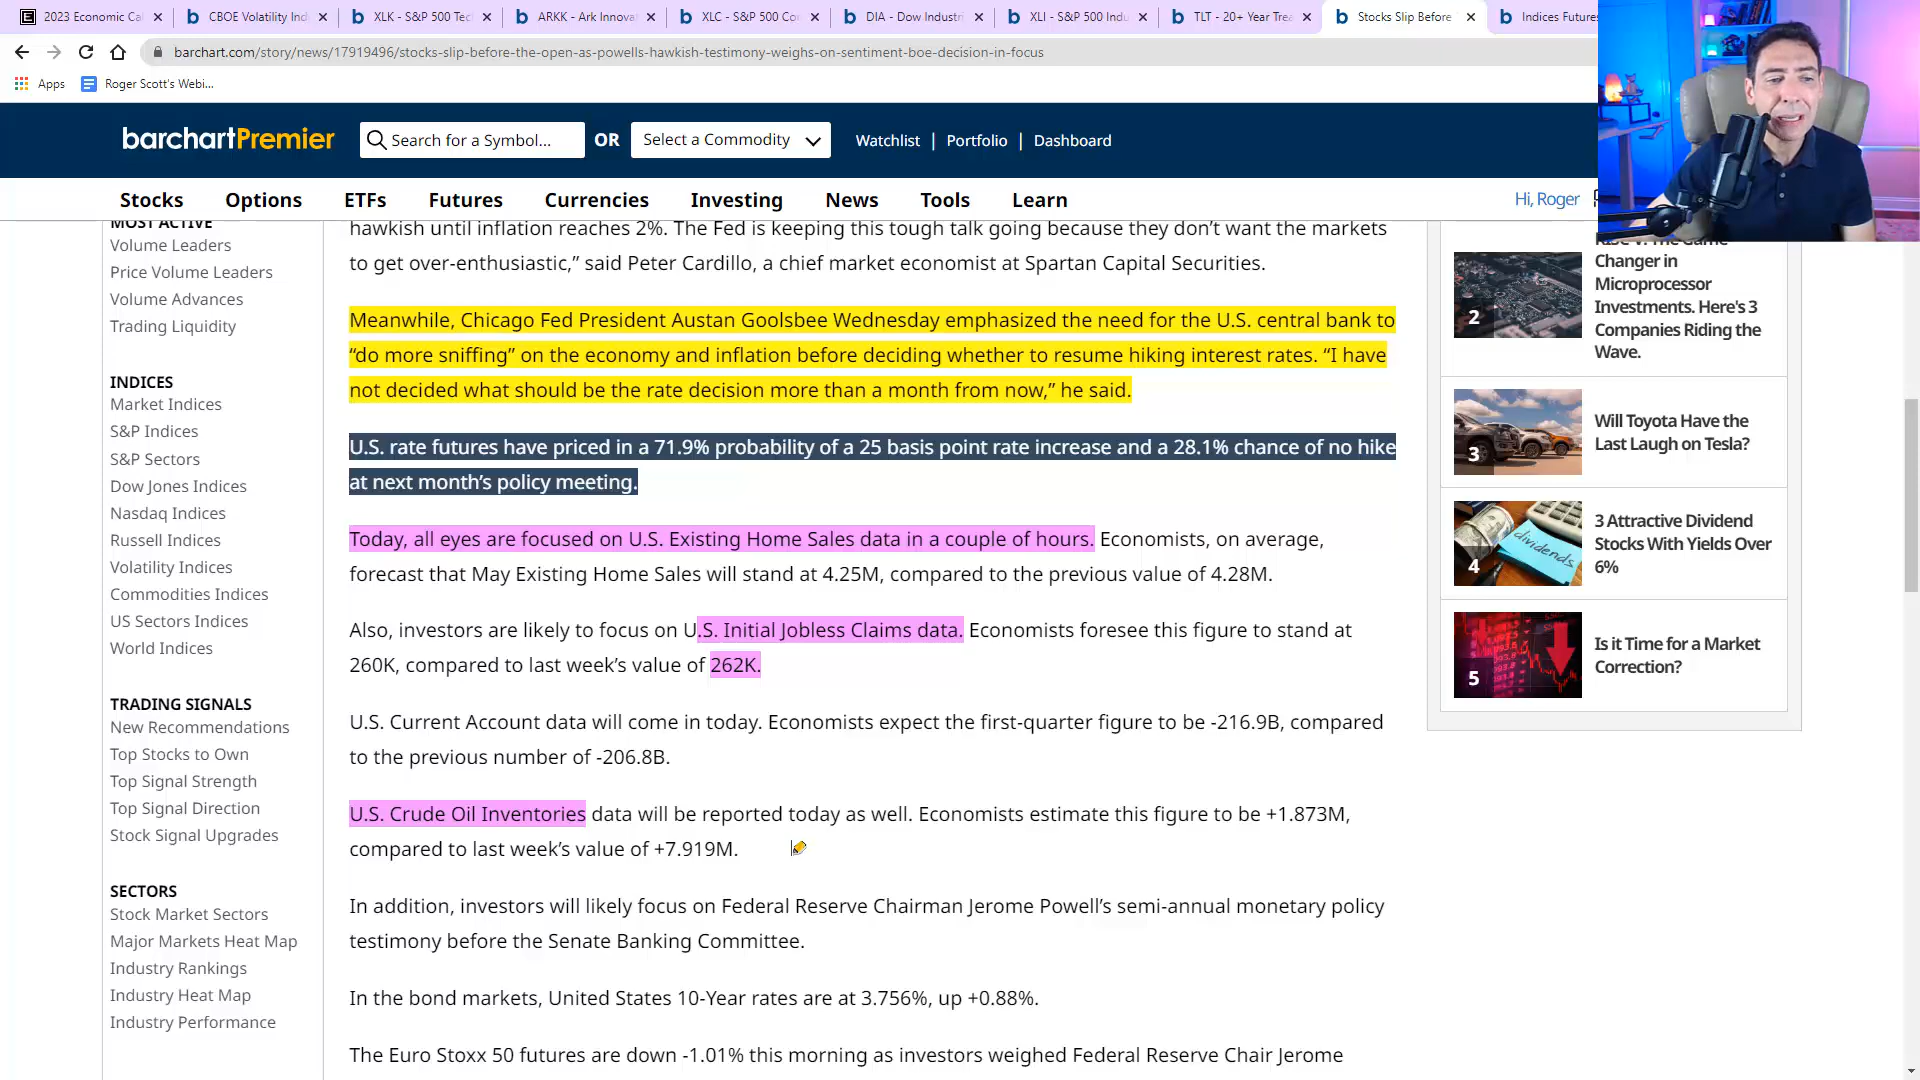 2023 Economic Cal
CBOE Volatility Ind
XLK - S&P 500 Tec
ARKK - Ark Innova
XLC - S&P 500 Co
DIA - Dow Industri
XLI - S&P 500 Indu
TLT - 20+ Year Trea
Stocks Slip Before
Indices Futures
barchart.com/story/news/17919496/stocks-slip-before-the-open-as-powells-hawkish-testimony-weighs-on-sentiment-boe-decision-in-focus
Apps
Roger Scott's Webi...
barchartPremier
Search for a Symbol...
OR
Select a Commodity
Watchlist | Portfolio | Dashboard
Stocks Options ETFs Futures Currencies Investing News Tools Learn
Hi, Roger
MOST ACTIVE
Volume Leaders
Price Volume Leaders
Volume Advances
Trading Liquidity
INDICES
Market Indices
S&P Indices
S&P Sectors
Dow Jones Indices
Nasdaq Indices
Russell Indices
Volatility Indices
Commodities Indices
US Sectors Indices
World Indices
TRADING SIGNALS
New Recommendations
Top Stocks to Own
Top Signal Strength
Top Signal Direction
Stock Signal Upgrades
SECTORS
Stock Market Sectors
Major Markets Heat Map
Industry Rankings
Industry Heat Map
Industry Performance
hawkish until inflation reaches 2%. The Fed is keeping this tough talk going because they don’t want the markets
to get over-enthusiastic,” said Peter Cardillo, a chief market economist at Spartan Capital Securities.
Meanwhile, Chicago Fed President Austan Goolsbee Wednesday emphasized the need for the U.S. central bank to
“do more sniffing” on the economy and inflation before deciding whether to resume hiking interest rates. “I have
not decided what should be the rate decision more than a month from now,” he said.
U.S. rate futures have priced in a 71.9% probability of a 25 basis point rate increase and a 28.1% chance of no hike
at next month’s policy meeting.
Today, all eyes are focused on U.S. Existing Home Sales data in a couple of hours. Economists, on average,
forecast that May Existing Home Sales will stand at 4.25M, compared to the previous value of 4.28M.
Also, investors are likely to focus on U.S. Initial Jobless Claims data. Economists foresee this figure to stand at
260K, compared to last week’s value of 262K.
U.S. Current Account data will come in today. Economists expect the first-quarter figure to be -216.9B, compared
to the previous number of -206.8B.
U.S. Crude Oil Inventories data will be reported today as well. Economists estimate this figure to be +1.873M,
compared to last week’s value of +7.919M.
In addition, investors will likely focus on Federal Reserve Chairman Jerome Powell’s semi-annual monetary policy
testimony before the Senate Banking Committee.
In the bond markets, United States 10-Year rates are at 3.756%, up +0.88%.
The Euro Stoxx 50 futures are down -1.01% this morning as investors weighed Federal Reserve Chair Jerome
2
Changer in
Microprocessor
Investments. Here's 3
Companies Riding the
Wave.
3
Will Toyota Have the
Last Laugh on Tesla?
4
dividends
3 Attractive Dividend
Stocks With Yields Over
6%
5
Is it Time for a Market
Correction?